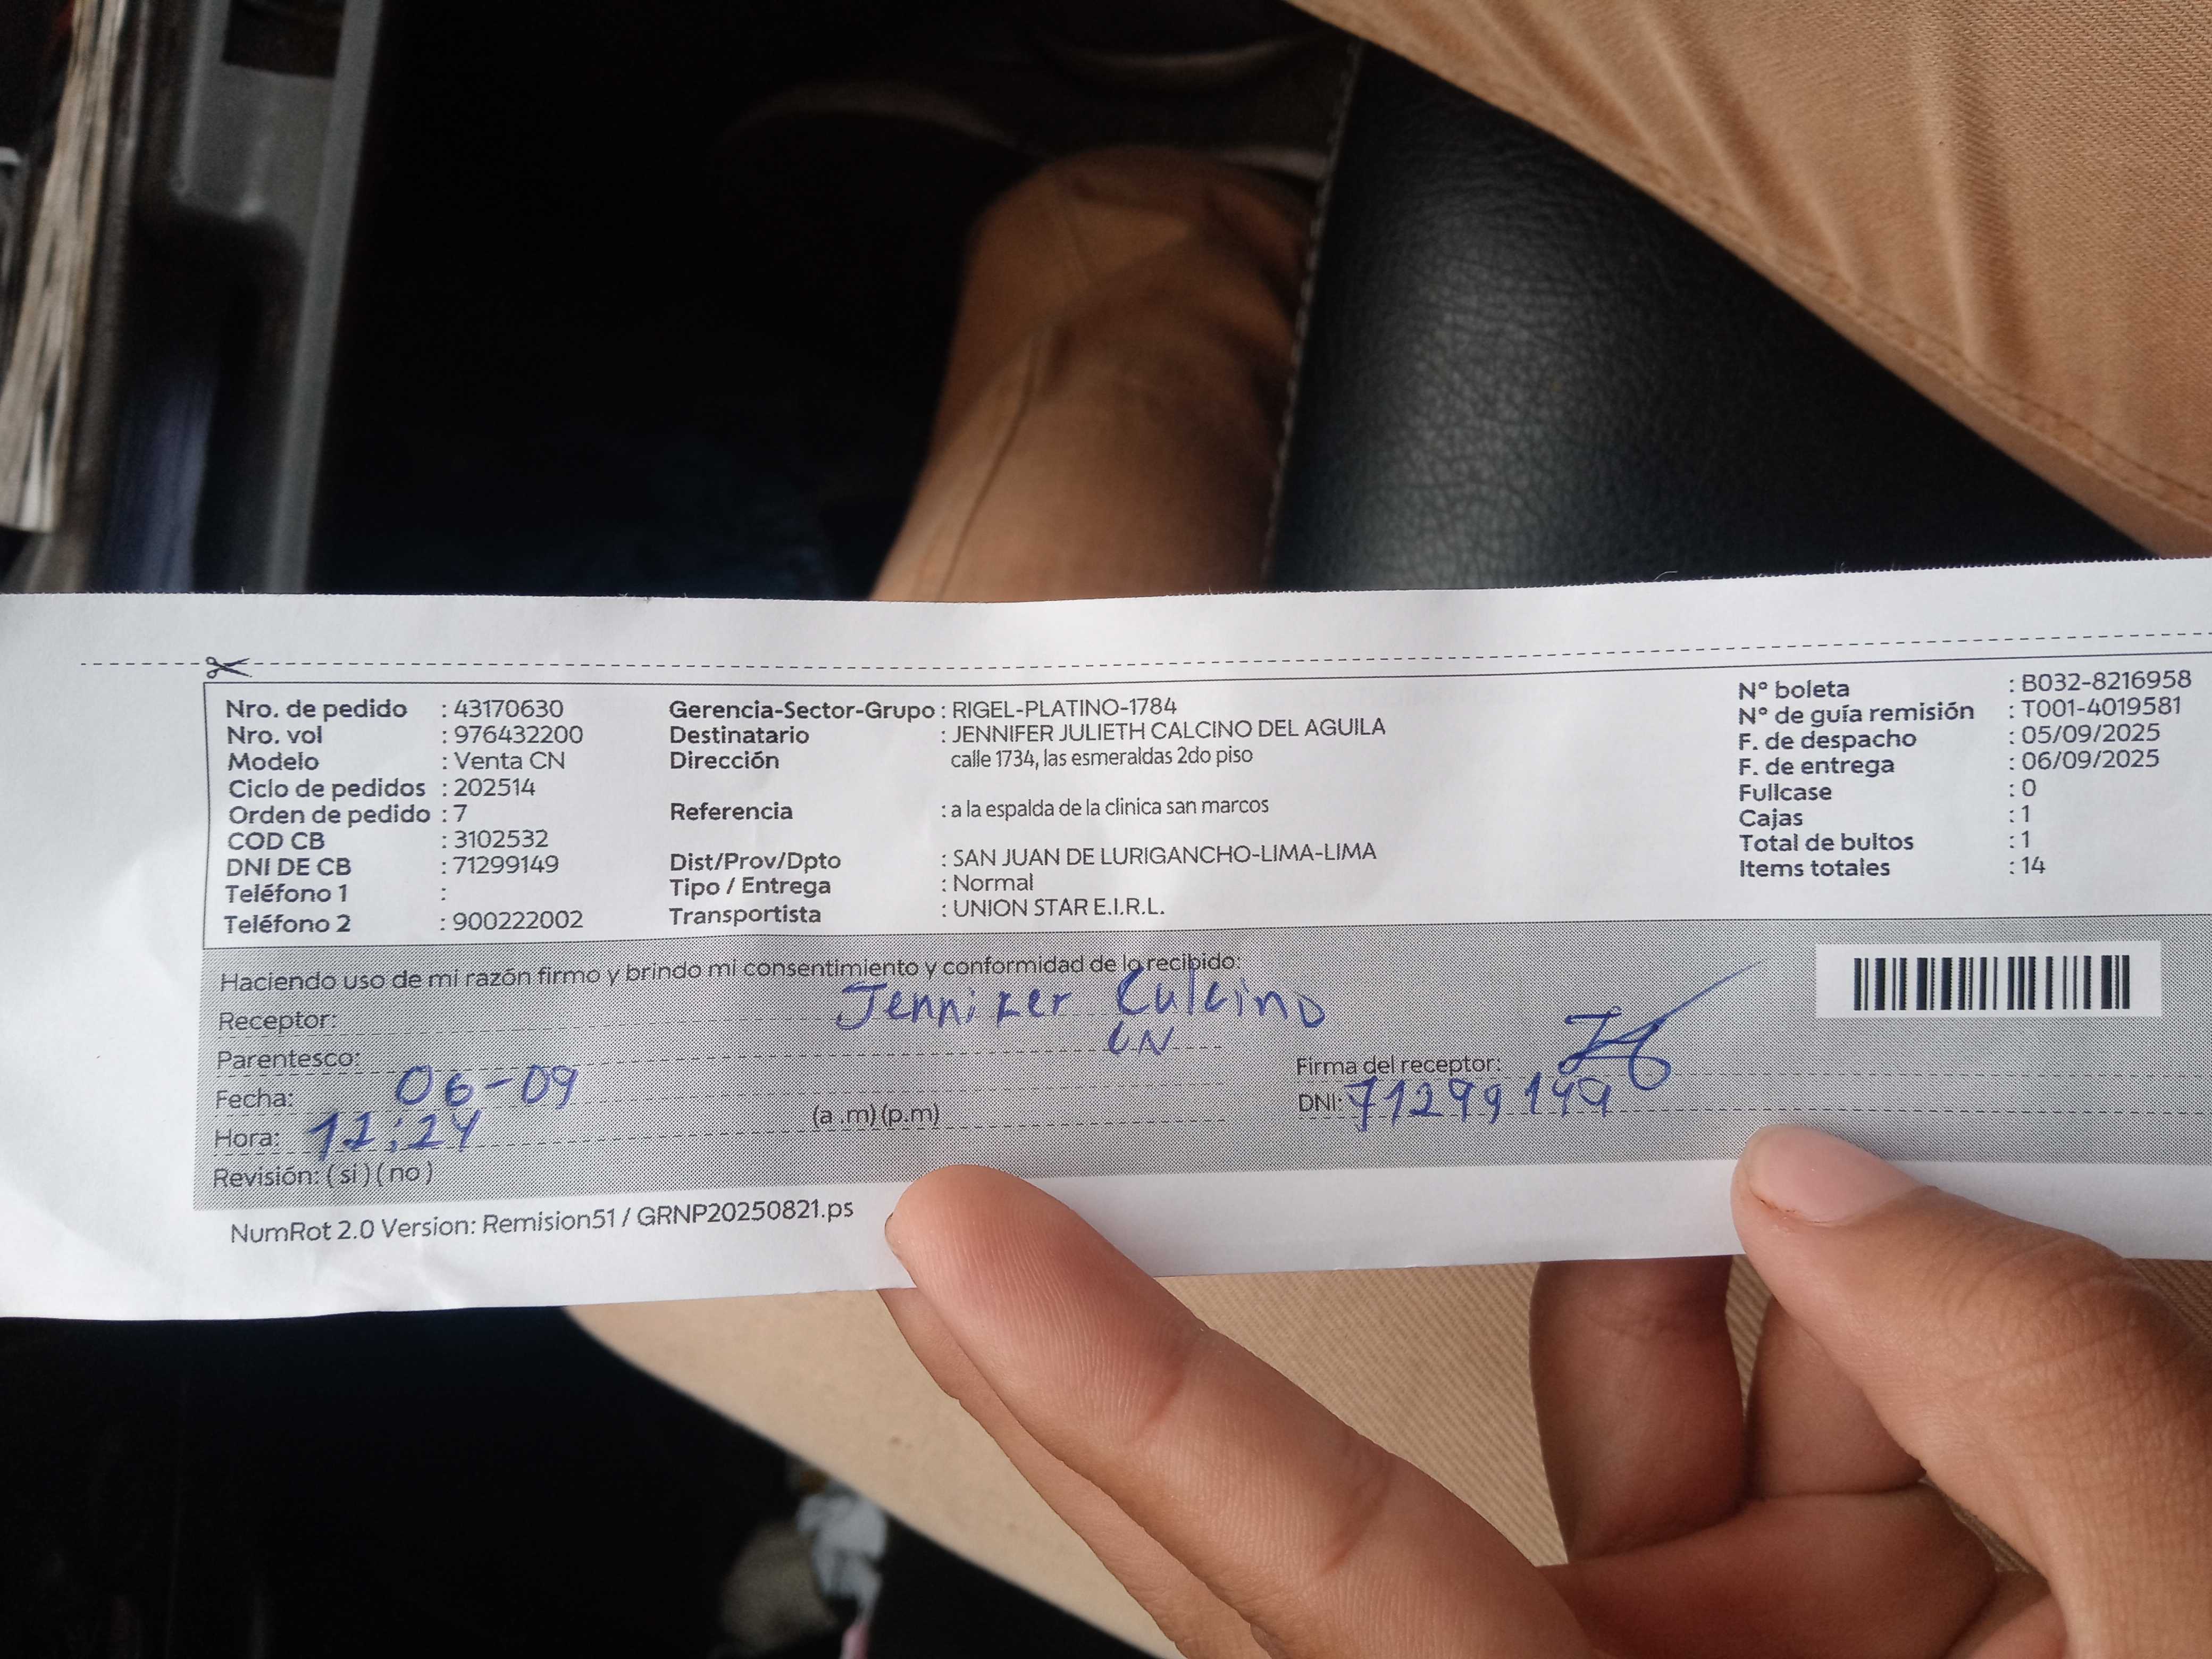 Nro. de pedido : 43170630
Nro. vol : 976432200
Modelo : Venta CN
Ciclo de pedidos : 202514
Orden de pedido : 7
COD CB : 3102532
DNI DE CB : 71299149
Teléfono 1 :
Teléfono 2 : 900222002
Gerencia-Sector-Grupo : RIGEL-PLATINO-1784
Destinatario : JENNIFER JULIETH CALCINO DEL AGUILA
Dirección calle 1734, las esmeraldas 2do piso
Referencia : a la espalda de la clinica san marcos
Dist/Prov/Dpto : SAN JUAN DE LURIGANCHO-LIMA-LIMA
Tipo / Entrega : Normal
Transportista : UNION STAR E.I.R.L.
N° boleta : B032-8216958
N° de guía remisión : T001-4019581
F. de despacho : 05/09/2025
F. de entrega : 06/09/2025
Fullcase : 0
Cajas : 1
Total de bultos : 1
Items totales : 14
Haciendo uso de mi razón firmo y brindo mi consentimiento y conformidad de lo recibido:
Receptor: Jennifer Culcino
Parentesco: CN
Fecha: 06-09
Hora: 12:24 (a .m) (p.m)
Revisión: ( si ) ( no )
Firma del receptor:
DNI: 71299149
NumRot 2.0 Version: Remision51 / GRNP20250821.ps